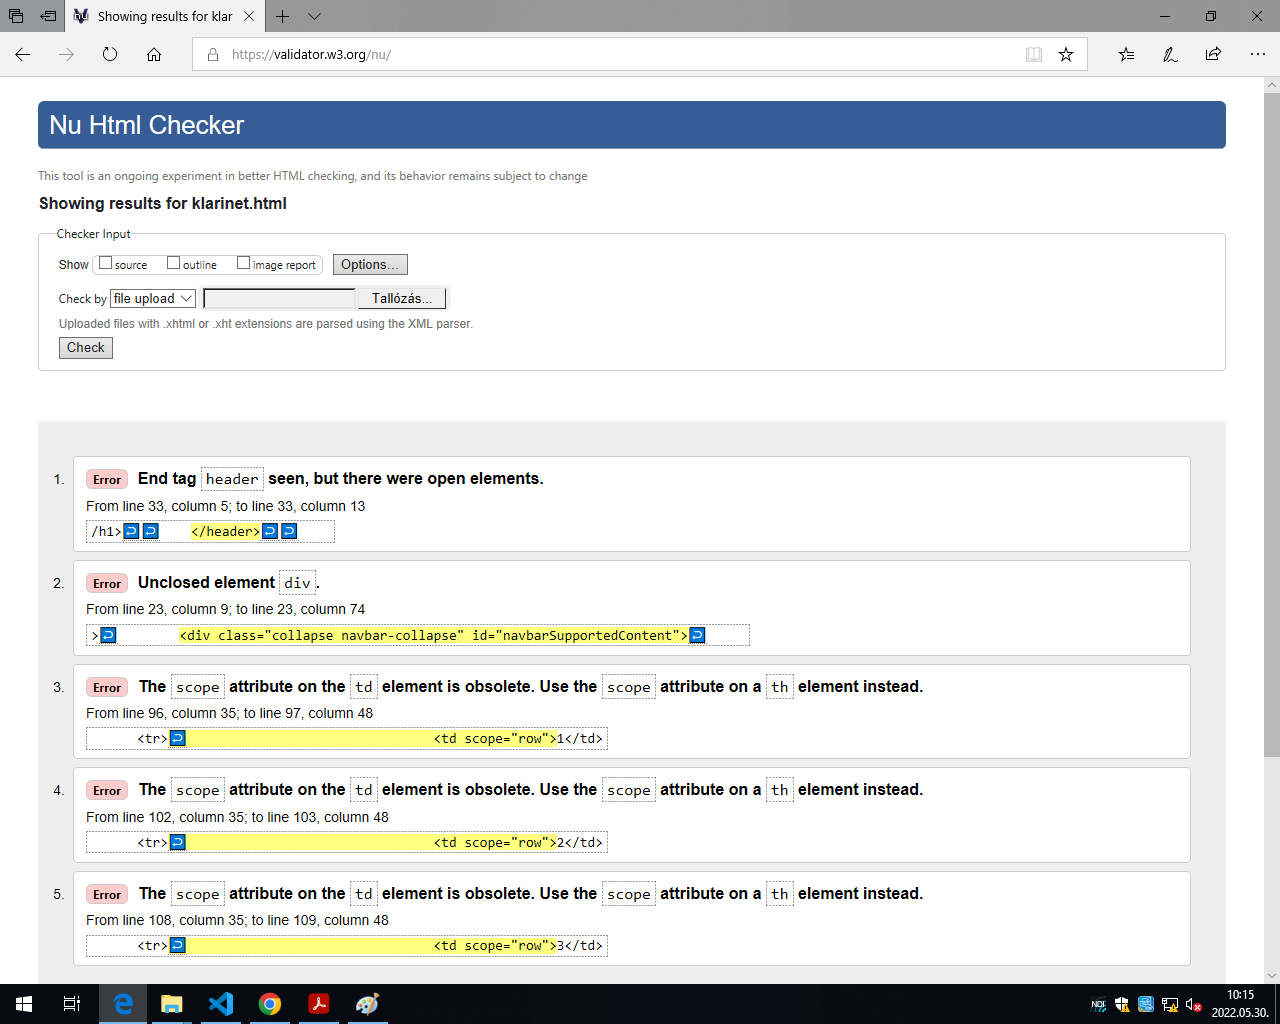 Showing results for klar
https://validator.w3.org/nu/
Nu Html Checker
This tool is an ongoing experiment in better HTML checking, and its behavior remains subject to change
Showing results for klarinet.html
Checker Input
Show source outline image report Options...
Check by file upload Tallózás...
Uploaded files with .xhtml or .xht extensions are parsed using the XML parser.
Check
1. Error End tag header seen, but there were open elements.
From line 33, column 5; to line 33, column 13
/h1>↩↩    </header>↩↩
2. Error Unclosed element div.
From line 23, column 9; to line 23, column 74
>↩        <div class="collapse navbar-collapse" id="navbarSupportedContent">↩
3. Error The scope attribute on the td element is obsolete. Use the scope attribute on a th element instead.
From line 96, column 35; to line 97, column 48
<tr>↩ <td scope="row">1</td>
4. Error The scope attribute on the td element is obsolete. Use the scope attribute on a th element instead.
From line 102, column 35; to line 103, column 48
<tr>↩ <td scope="row">2</td>
5. Error The scope attribute on the td element is obsolete. Use the scope attribute on a th element instead.
From line 108, column 35; to line 109, column 48
<tr>↩ <td scope="row">3</td>
10:15
2022.05.30.